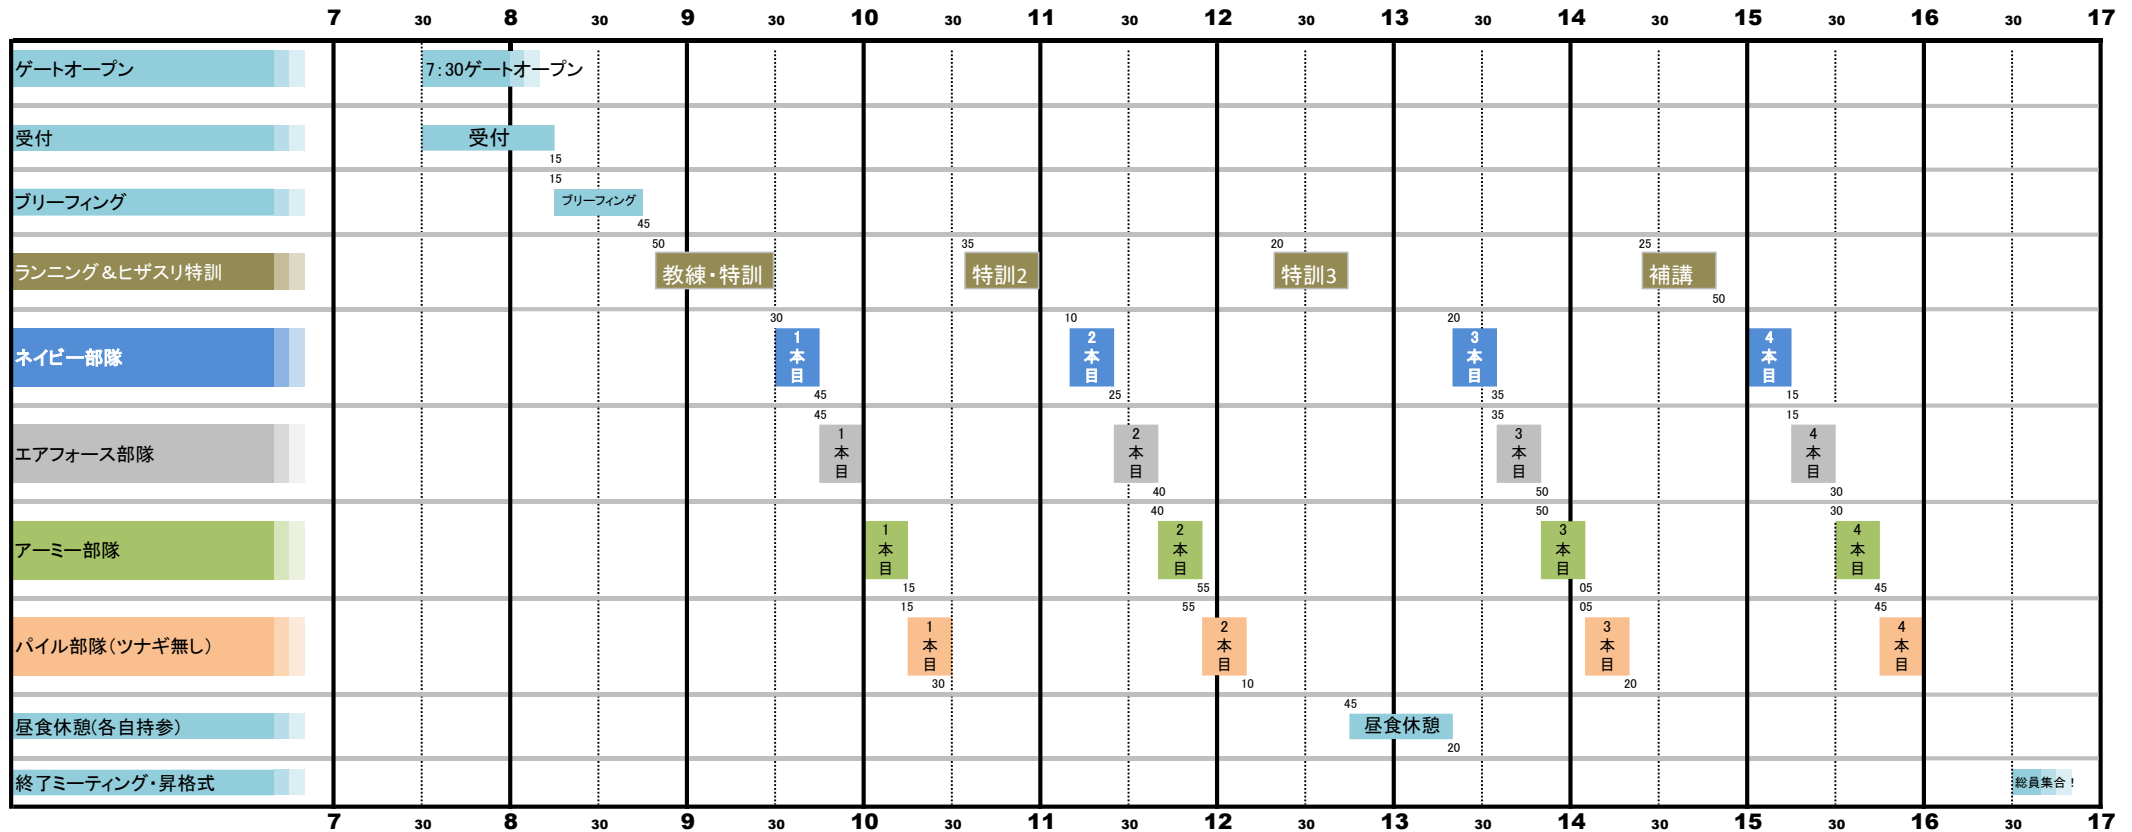 7 30 8 30 9 30 10 30 11 30 12 30 13 30 14 30 15 30 16 30 17
ゲートオープン 7:30ゲートオープン
受付 受付
15
15
ブリーフィング ブリーフィング
45
50 35 20 25
ランニング&ヒザスリ特訓 教練・特訓 特訓2 特訓3 補講
50
30 10 20
ネイビー部隊 1本目 2本目 3本目 4本目
45 25 35 15
45 35 15
エアフォース部隊 1本目 2本目 3本目 4本目
40 50 30
40 50 30
アーミー部隊 1本目 2本目 3本目 4本目
15 55 05 45
15 55 05 45
パイル部隊(ツナギ無し) 1本目 2本目 3本目 4本目
30 10 20
45
昼食休憩(各自持参) 昼食休憩
20
終了ミーティング・昇格式 総員集合!
7 30 8 30 9 30 10 30 11 30 12 30 13 30 14 30 15 30 16 30 17